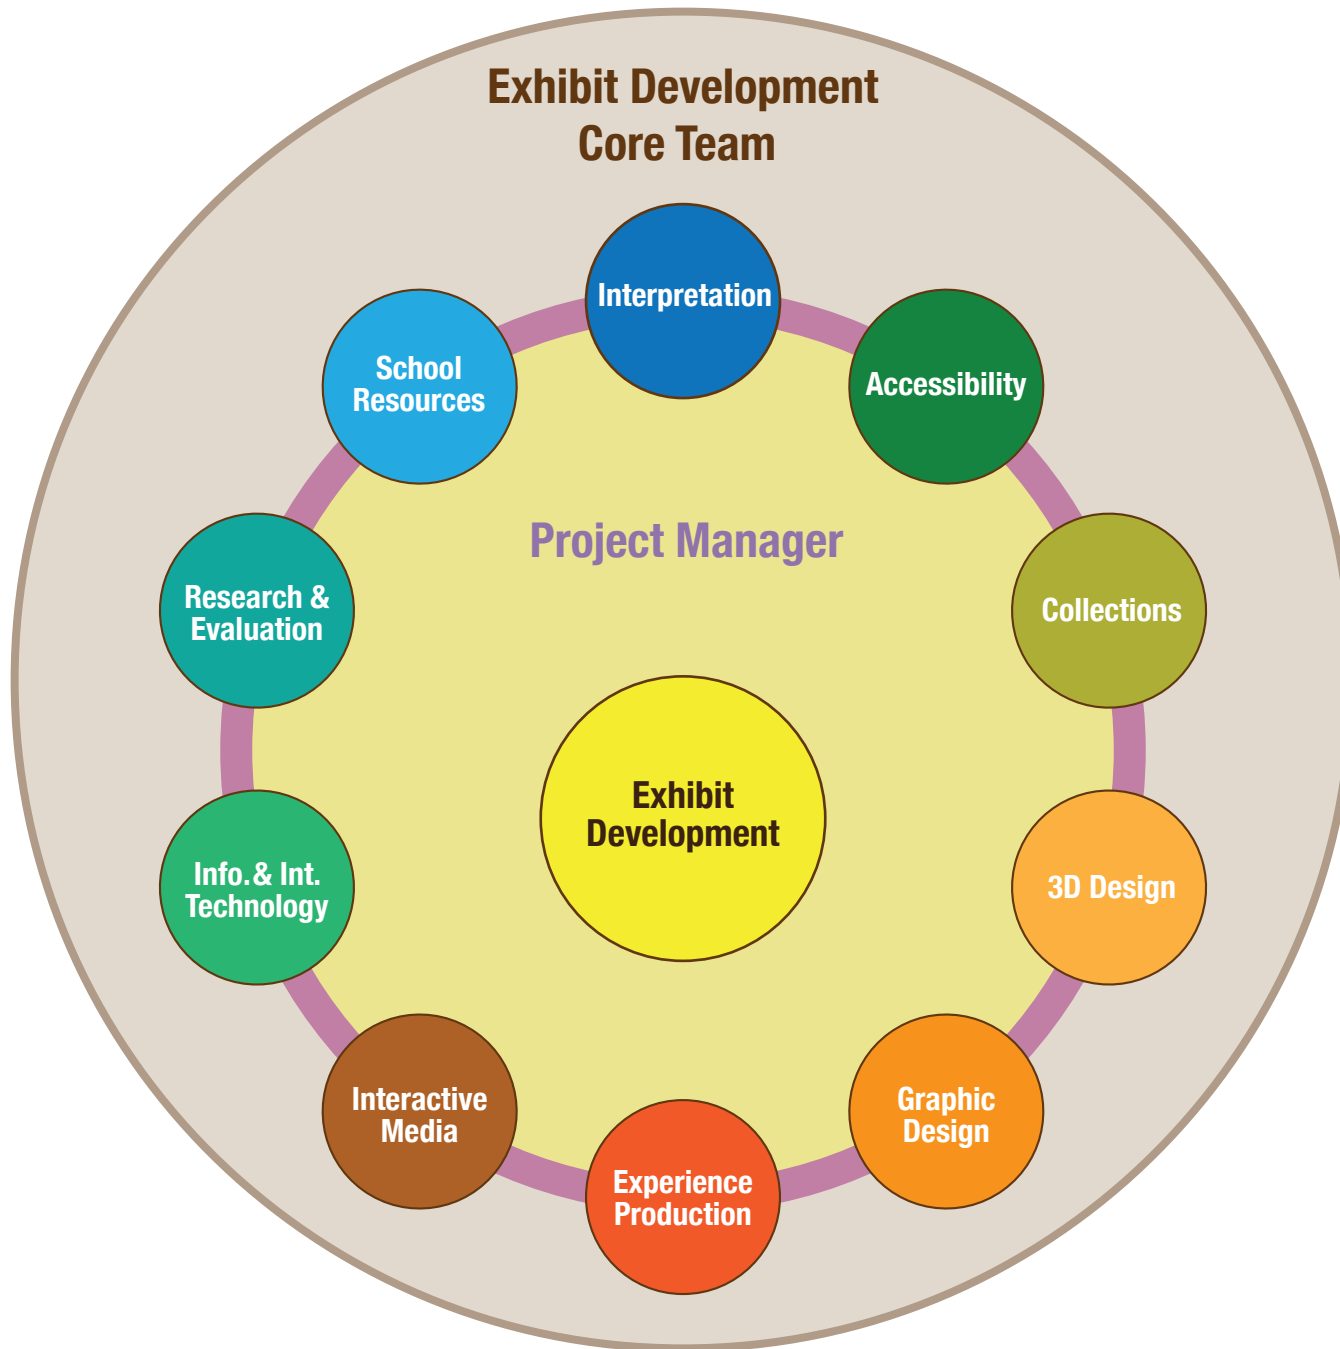 Exhibit Development
Core Team
Interpretation
School
Resources
Accessibility
Project Manager
Research &
Evaluation
Collections
Exhibit
Development
Info. & Int.
Technology
3D Design
Interactive
Media
Graphic
Design
Experience
Production